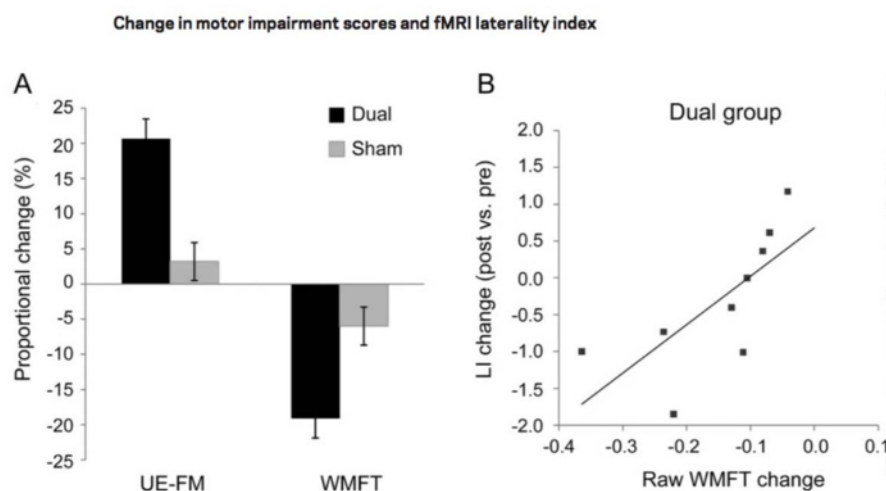 Change in motor impairment scores and fMRI laterality index
A
25
20
15
10
5
0
-5
-10
-15
-20
-25
Proportional change (%)
Dual
Sham
UE-FM
WMFT
B
Dual group
2.0
1.5
1.0
0.5
0.0
-0.5
-1.0
-1.5
-2.0
LI change (post vs. pre)
-0.4 -0.3 -0.2 -0.1 0.0 0.1
Raw WMFT change